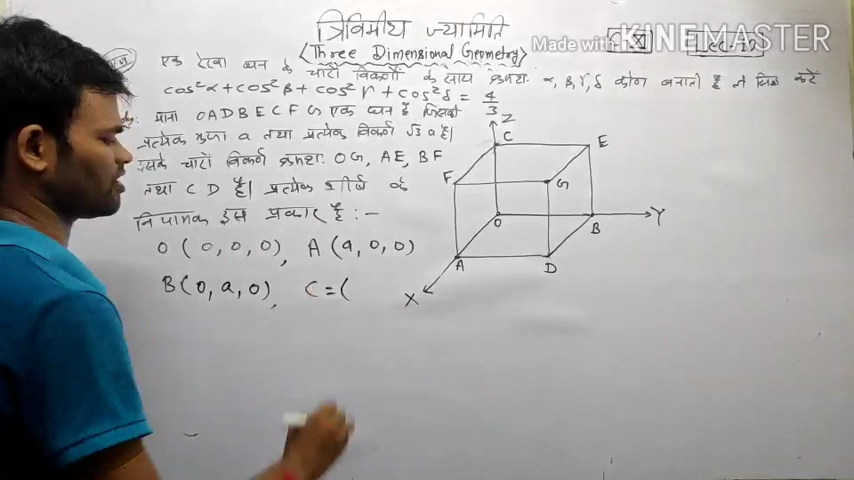 त्रिविमीय ज्यामिति
(Three Dimensional Geometry)
Made with KINEMASTER
एक रेखा घन के चारों विकर्णों के साथ क्रमशः α, β, γ, δ कोण बनाती है तो सिद्ध करें
cos²α + cos²β + cos²γ + cos²δ = 4/3
माना OADBECFG एक घन है जिसकी
प्रत्येक भुजा a तथा प्रत्येक विकर्ण √3 a है।
इसके चारों विकर्ण क्रमशः OG, AE, BF
तथा CD है। प्रत्येक शीर्ष के
नियामक इस प्रकार हैं :-
O (0, 0, 0), A (a, 0, 0)
B (0, a, 0), C = (
Z
C
E
F
G
O
B
Y
A
D
X